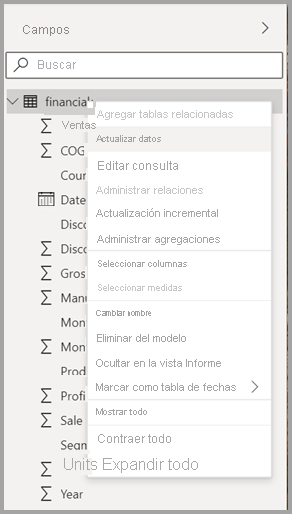 Campos
Buscar
financials
Agregar tablas relacionadas
Ventas
Actualizar datos
COG
Editar consulta
Coun
Administrar relaciones
Date
Actualización incremental
Disco
Administrar agregaciones
Disco
Seleccionar columnas
Gros
Seleccionar medidas
Manu
Cambiar nombre
Mon
Eliminar del modelo
Mon
Ocultar en la vista Informe
Prod
Marcar como tabla de fechas
Profi
Mostrar todo
Sale
Contraer todo
Segn
Units Expandir todo
Year